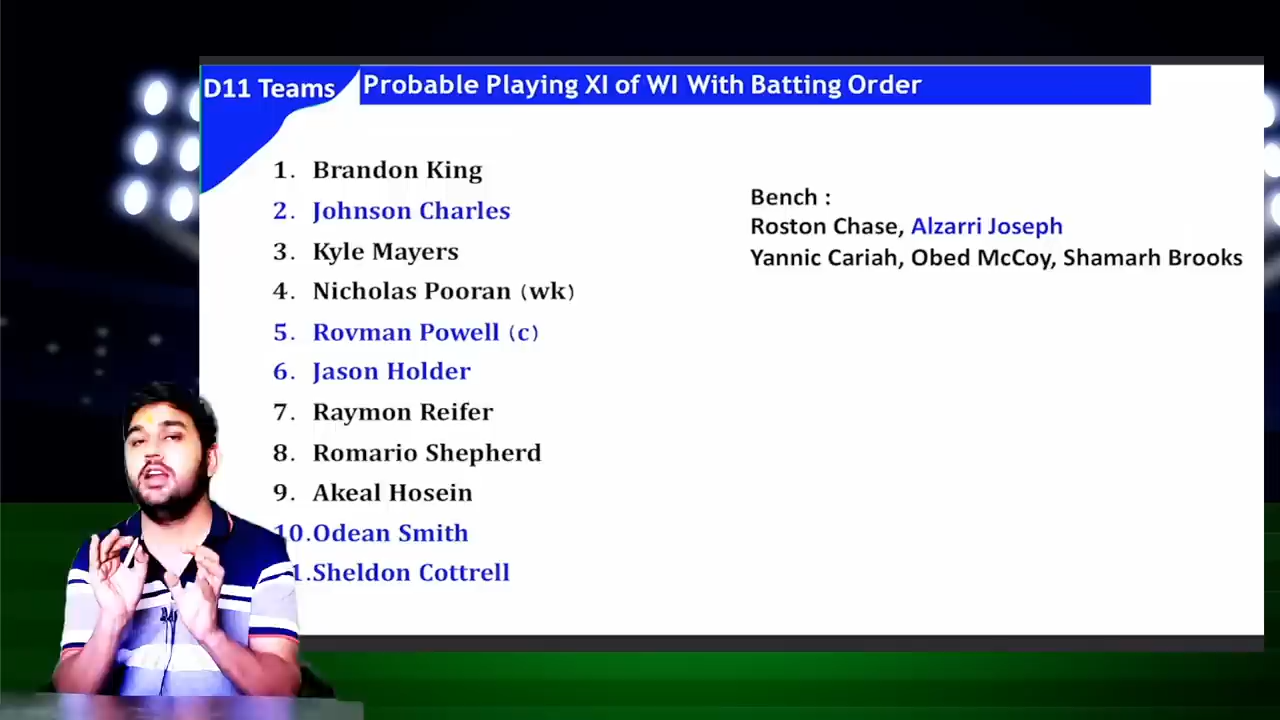 D11 Teams
Probable Playing XI of WI With Batting Order
1. Brandon King
2. Johnson Charles
3. Kyle Mayers
4. Nicholas Pooran (wk)
5. Rovman Powell (c)
6. Jason Holder
7. Raymon Reifer
8. Romario Shepherd
9. Akeal Hosein
10.Odean Smith
1.Sheldon Cottrell
Bench :
Roston Chase, Alzarri Joseph
Yannic Cariah, Obed McCoy, Shamarh Brooks